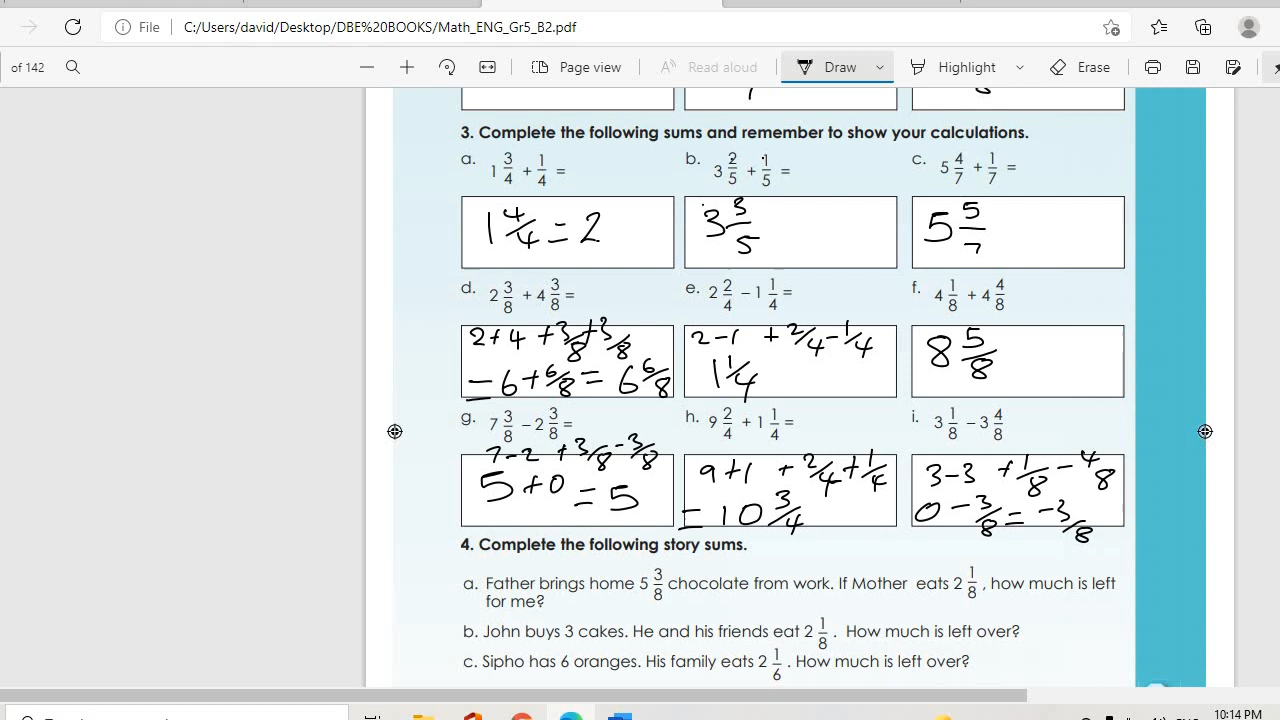 File C:/Users/david/Desktop/DBE%20BOOKS/Math_ENG_Gr5_B2.pdf
of 142 Page view Read aloud Draw Highlight Erase
3. Complete the following sums and remember to show your calculations.
a. 1 3/4 + 1/4 = b. 3 2/5 + 1/5 = c. 5 4/7 + 1/7 =
1 4/4 = 2 3 3/5 5 5/7
d. 2 3/8 + 4 3/8 = e. 2 2/4 − 1 1/4 = f. 4 1/8 + 4 4/8
2+4 +3/8+3/8 2-1 +2/4-1/4 8 5/8
=6+6/8 = 6 6/8 1 1/4
g. 7 3/8 − 2 3/8 = h. 9 2/4 + 1 1/4 = i. 3 1/8 − 3 4/8
7-2 +3/8-3/8 9+1 +2/4+1/4 3-3 +1/8-4/8
5+0 = 5 = 10 3/4 0-3/8 = -3/8
4. Complete the following story sums.
a. Father brings home 5 3/8 chocolate from work. If Mother eats 2 1/8, how much is left
for me?
b. John buys 3 cakes. He and his friends eat 2 1/8. How much is left over?
c. Sipho has 6 oranges. His family eats 2 1/6. How much is left over?
ENG 10:14 PM